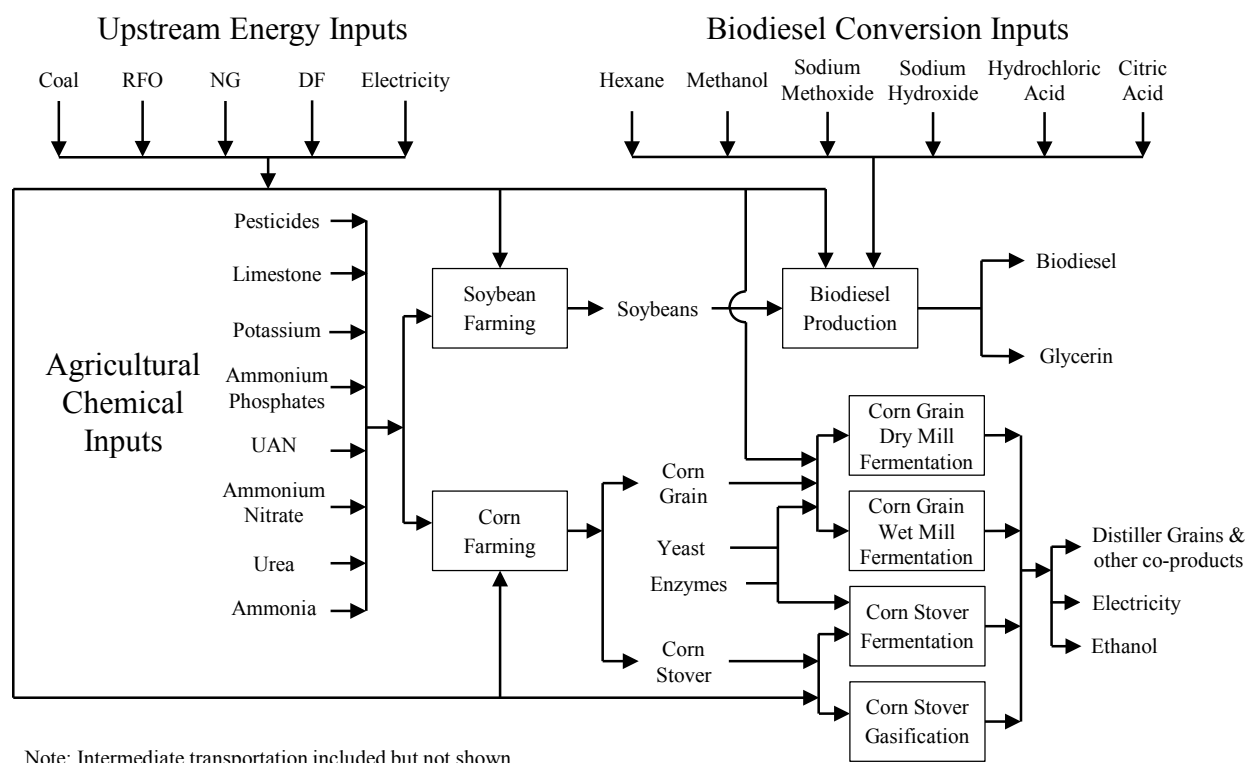 Upstream Energy Inputs
Biodiesel Conversion Inputs
Coal
RFO
NG
DF
Electricity
Hexane
Methanol
Sodium
Methoxide
Sodium
Hydroxide
Hydrochloric
Acid
Citric
Acid
Agricultural
Chemical
Inputs
Pesticides
Limestone
Potassium
Ammonium
Phosphates
UAN
Ammonium
Nitrate
Urea
Ammonia
Soybean
Farming
Soybeans
Biodiesel
Production
Biodiesel
Glycerin
Corn
Farming
Corn
Grain
Yeast
Enzymes
Corn
Stover
Corn Grain
Dry Mill
Fermentation
Corn Grain
Wet Mill
Fermentation
Corn Stover
Fermentation
Corn Stover
Gasification
Distiller Grains &
other co-products
Electricity
Ethanol
Note: Intermediate transportation included but not shown